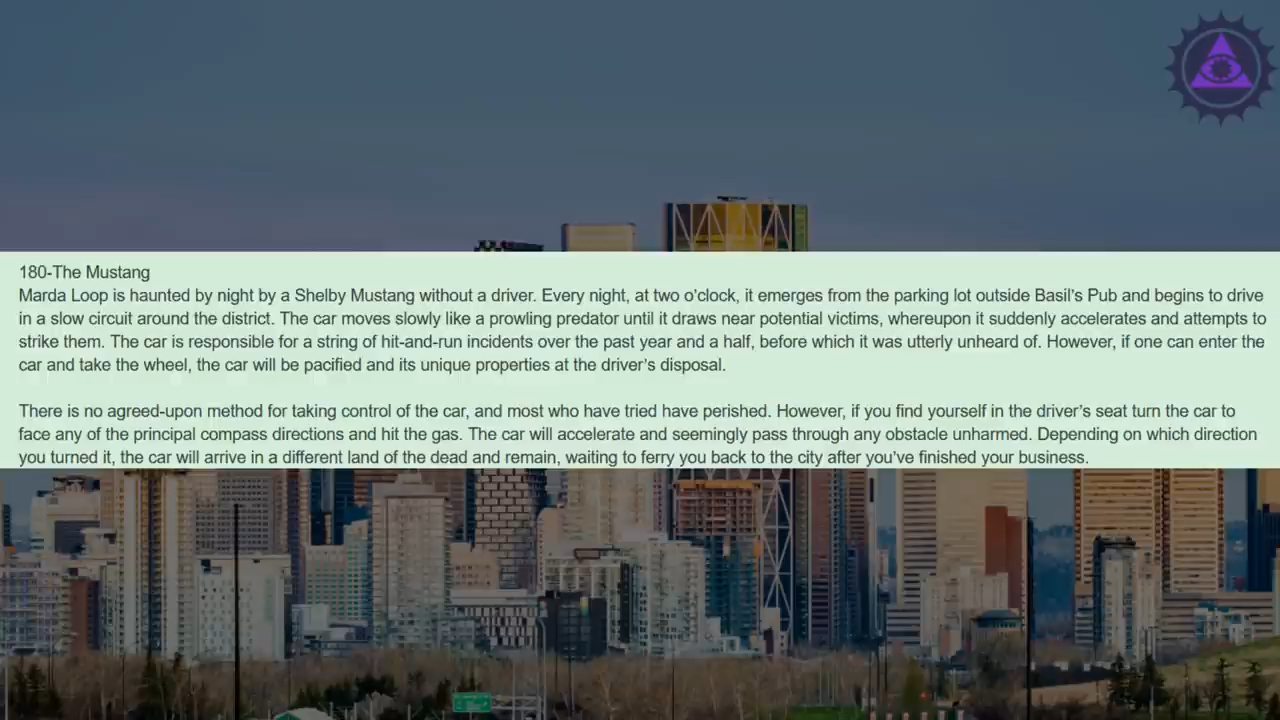 180-The Mustang
Marda Loop is haunted by night by a Shelby Mustang without a driver. Every night, at two o’clock, it emerges from the parking lot outside Basil’s Pub and begins to drive
in a slow circuit around the district. The car moves slowly like a prowling predator until it draws near potential victims, whereupon it suddenly accelerates and attempts to
strike them. The car is responsible for a string of hit-and-run incidents over the past year and a half, before which it was utterly unheard of. However, if one can enter the
car and take the wheel, the car will be pacified and its unique properties at the driver’s disposal.
There is no agreed-upon method for taking control of the car, and most who have tried have perished. However, if you find yourself in the driver’s seat turn the car to
face any of the principal compass directions and hit the gas. The car will accelerate and seemingly pass through any obstacle unharmed. Depending on which direction
you turned it, the car will arrive in a different land of the dead and remain, waiting to ferry you back to the city after you’ve finished your business.